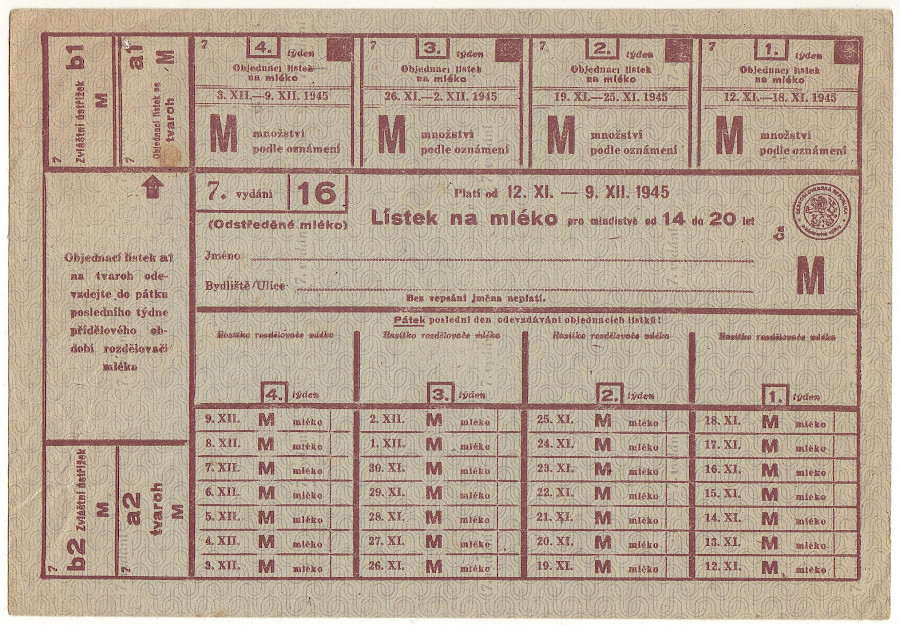 b1
Zvláštní ústřižek
M
7
a1
M
Objednací lístek na
tvaroh
7
7 4. týden
Objednací lístek
na mléko
3. XII.—9. XII. 1945
M množství
podle oznámení
7 3. týden
Objednací lístek
na mléko
26. XI.—2. XII. 1945
M množství
podle oznámení
7 2. týden
Objednací lístek
na mléko
19. XI.—25. XI. 1945
M množství
podle oznámení
7 1. týden
Objednací lístek
na mléko
12. XI.—18. XI. 1945
M množství
podle oznámení
Objednací lístek a1
na tvaroh ode-
vzdejte do pátku
posledního týdne
přídělového ob-
dobí rozdělovači
mléka
7. vydání 16
(Odstředěné mléko)
Platí od 12. XI. — 9. XII. 1945
Lístek na mléko pro mladistvé od 14 do 20 let
Čs
M
Jméno
Bydliště/Ulice
Bez vepsání jména neplatí.
Pátek poslední den odevzdávání objednacích lístků!
Razítko rozdělovače mléka Razítko rozdělovače mléka Razítko rozdělovače mléka Razítko rozdělovače mléka
4. týden 3. týden 2. týden 1. týden
9. XII. M mléko 2. XII. M mléko 25. XI. M mléko 18. XI. M mléko
8. XII. M mléko 1. XII. M mléko 24. XI. M mléko 17. XI. M mléko
7. XII. M mléko 30. XI. M mléko 23. XI. M mléko 16. XI. M mléko
6. XII. M mléko 29. XI. M mléko 22. XI. M mléko 15. XI. M mléko
5. XII. M mléko 28. XI. M mléko 21. XI. M mléko 14. XI. M mléko
4. XII. M mléko 27. XI. M mléko 20. XI. M mléko 13. XI. M mléko
3. XII. M mléko 26. XI. M mléko 19. XI. M mléko 12. XI. M mléko
b2
Zvláštní ústřižek
M
7
a2
tvaroh
M
7